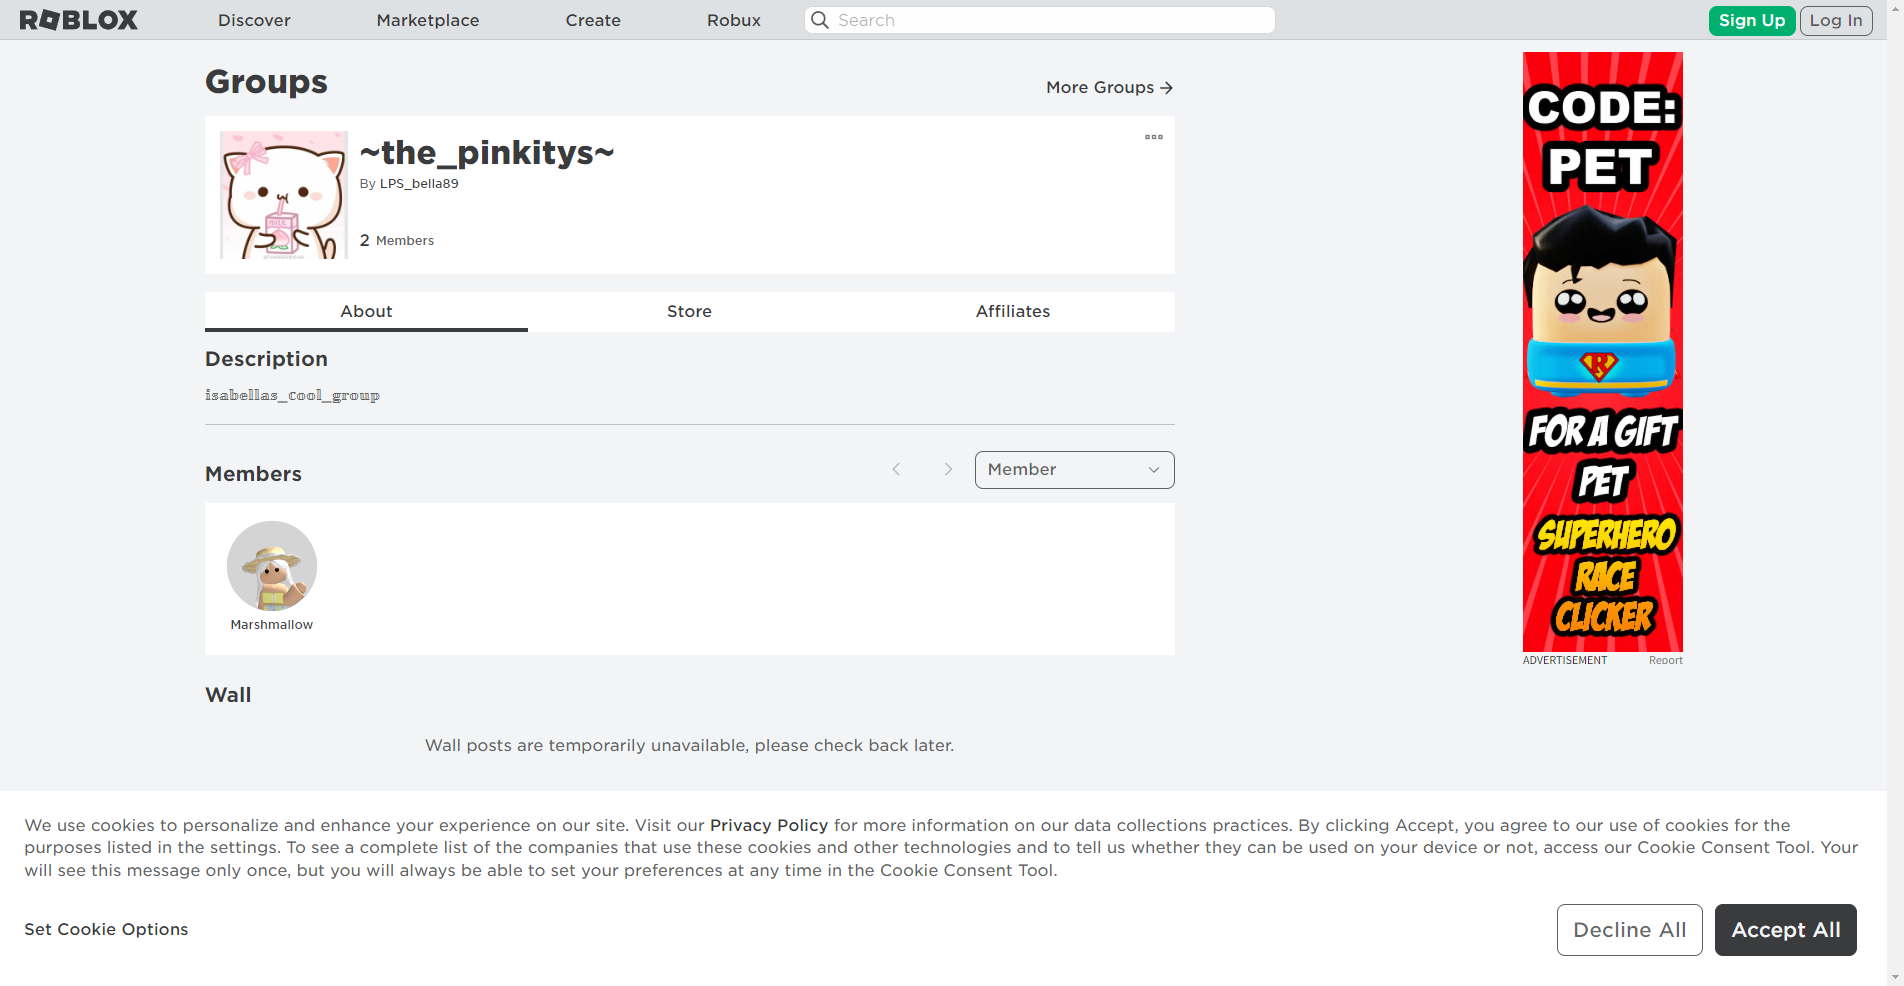 ROBLOX
Discover
Marketplace
Create
Robux
Search
Sign Up
Log In
Groups
More Groups
~the_pinkitys~
By LPS_bella89
2 Members
MILK
About
Store
Affiliates
Description
𝕚𝕤𝕒𝕓𝕖𝕝𝕝𝕒𝕤_𝕔𝕠𝕠𝕝_𝕘𝕣𝕠𝕦𝕡
Members
Member
Marshmallow
Wall
Wall posts are temporarily unavailable, please check back later.
CODE:
PET
R
FOR A GIFT
PET
SUPERHERO
RACE
CLICKER
ADVERTISEMENT
Report
We use cookies to personalize and enhance your experience on our site. Visit our Privacy Policy for more information on our data collections practices. By clicking Accept, you agree to our use of cookies for the
purposes listed in the settings. To see a complete list of the companies that use these cookies and other technologies and to tell us whether they can be used on your device or not, access our Cookie Consent Tool. Your
will see this message only once, but you will always be able to set your preferences at any time in the Cookie Consent Tool.
Set Cookie Options
Decline All
Accept All